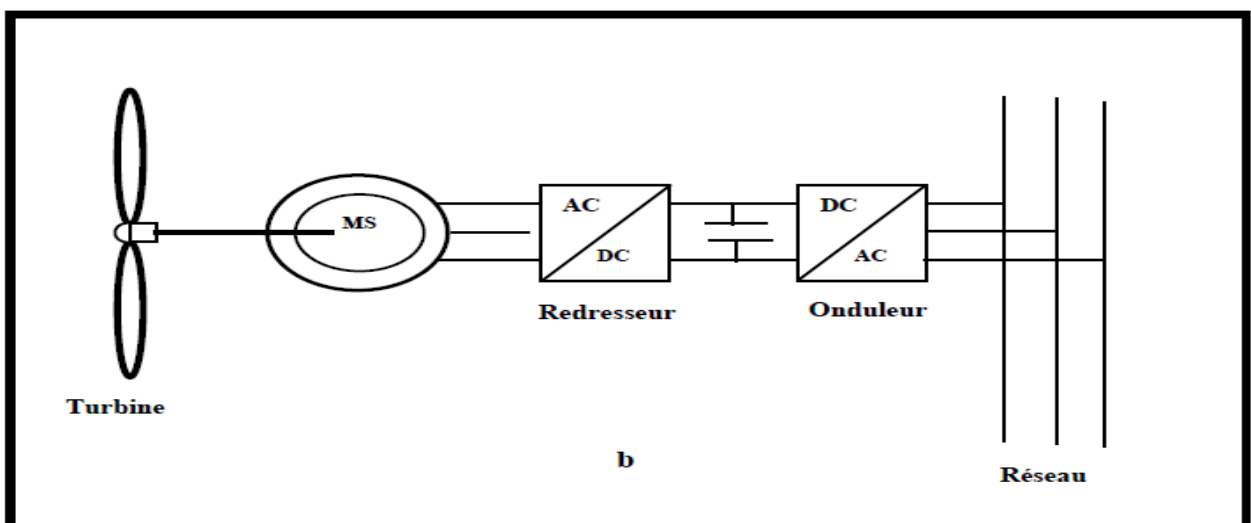 MS
AC
DC
DC
AC
Redresseur
Onduleur
Turbine
b
Réseau